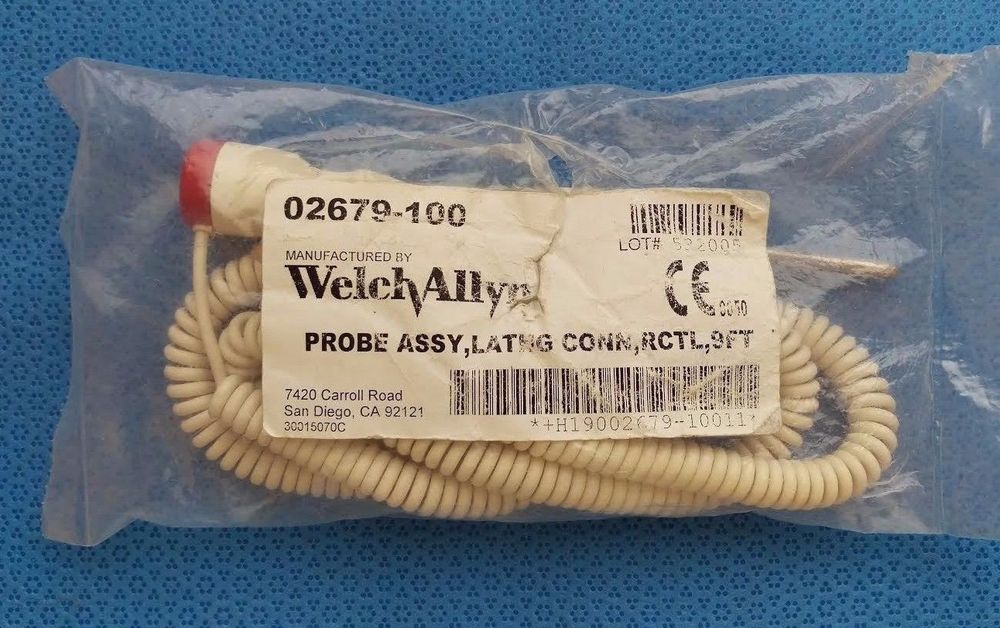 02679-100
LOT# 532005
MANUFACTURED BY
WelchAllyn
CE 0050
PROBE ASSY,LATHG CONN,RCTL,9FT
7420 Carroll Road
San Diego, CA 92121
30015070C
*+H19002679-10011*